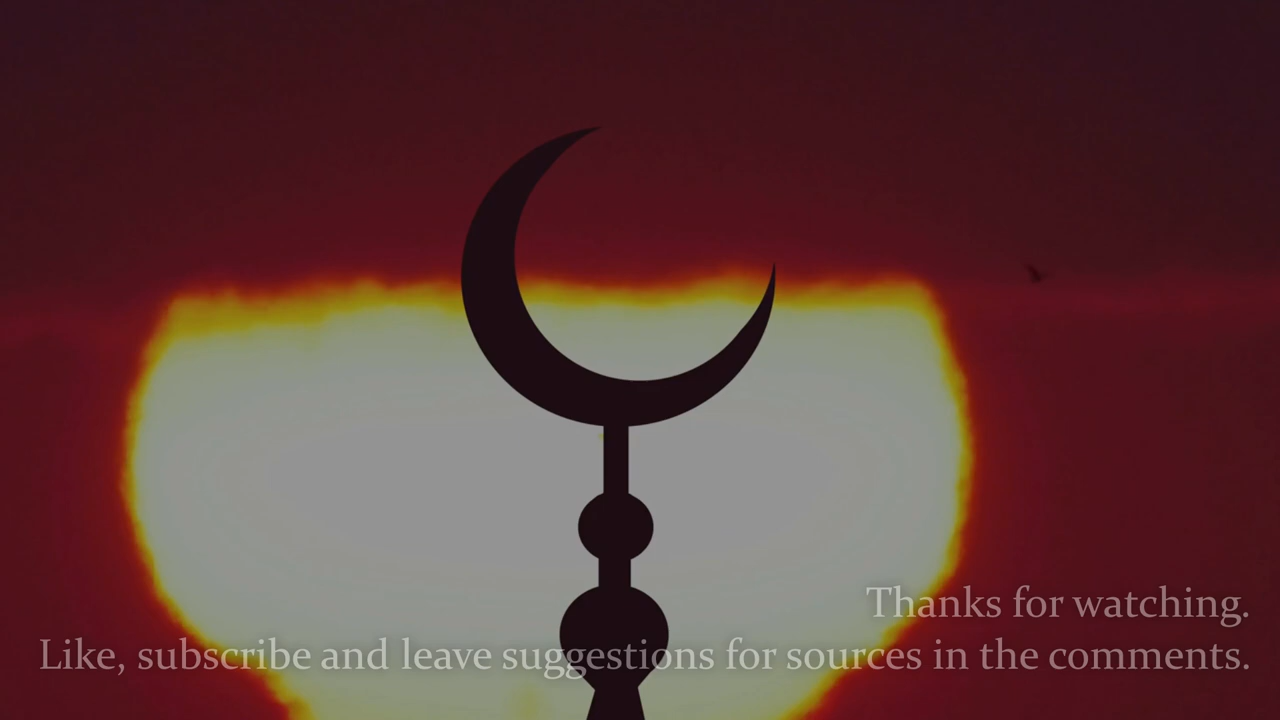 Thanks for watching.
Like, subscribe and leave suggestions for sources in the comments.